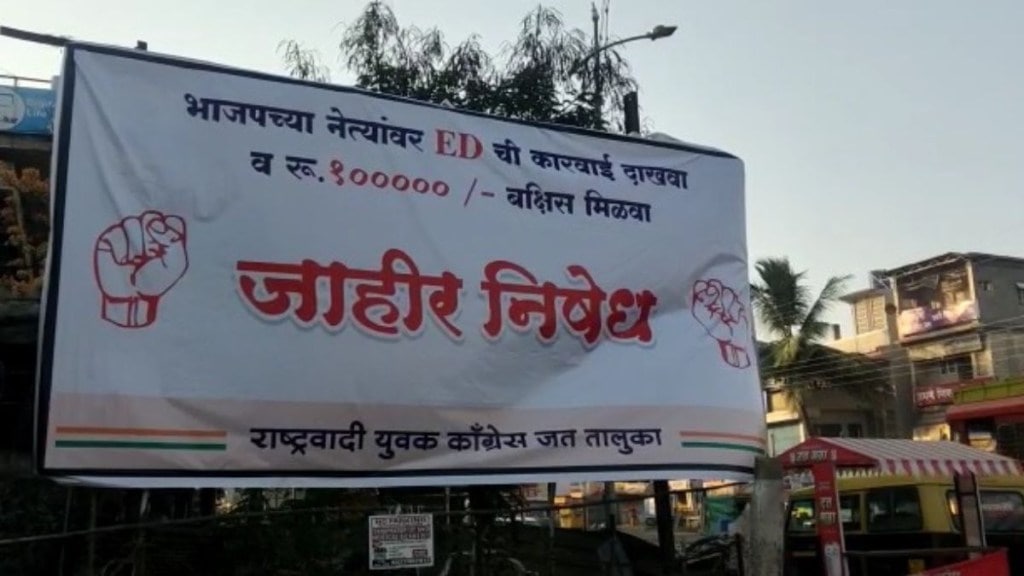 भाजपच्या नेत्यांवर ED ची कारवाई दाखवा
व रू.१००००० /- बक्षिस मिळवा
जाहीर निषेध
राष्ट्रवादी युवक काँग्रेस जत तालुका